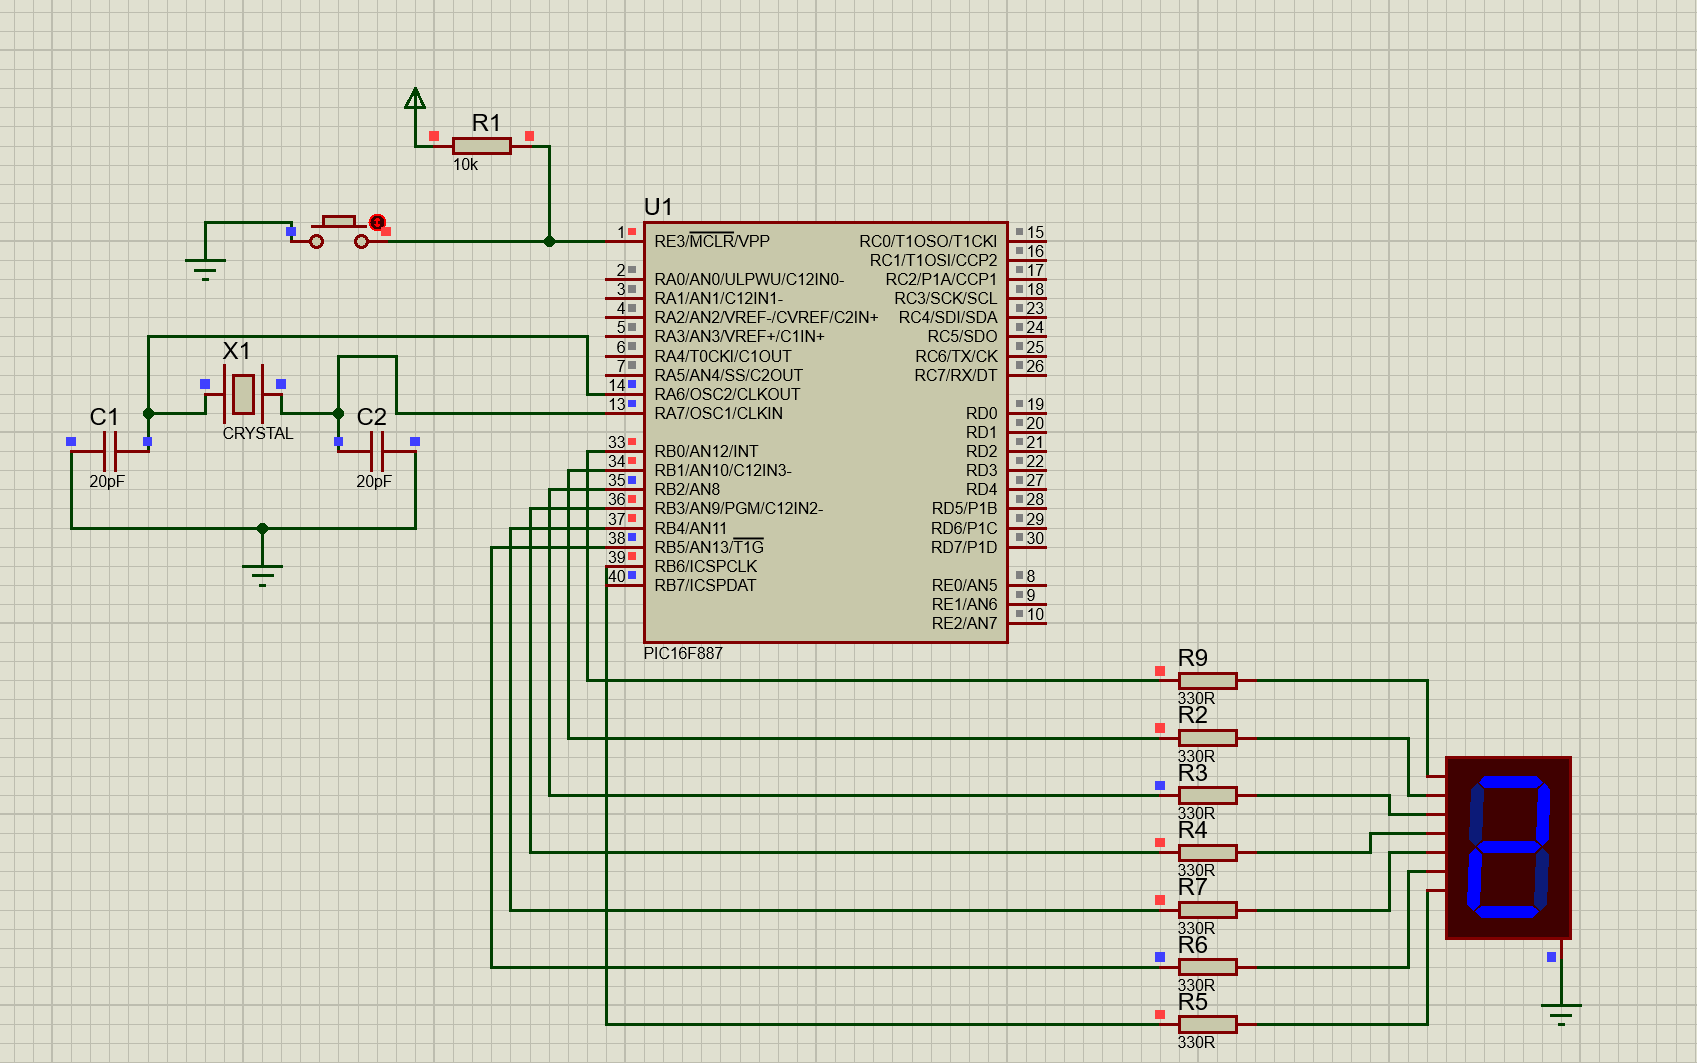 R1
10k
U1
1 RE3/MCLR/VPP RC0/T1OSO/T1CKI 15
RC1/T1OSI/CCP2 16
2 RA0/AN0/ULPWU/C12IN0- RC2/P1A/CCP1 17
3 RA1/AN1/C12IN1- RC3/SCK/SCL 18
4 RA2/AN2/VREF-/CVREF/C2IN+ RC4/SDI/SDA 23
5 RA3/AN3/VREF+/C1IN+ RC5/SDO 24
6 RA4/T0CKI/C1OUT RC6/TX/CK 25
7 RA5/AN4/SS/C2OUT RC7/RX/DT 26
14 RA6/OSC2/CLKOUT
13 RA7/OSC1/CLKIN RD0 19
RD1 20
33 RB0/AN12/INT RD2 21
34 RB1/AN10/C12IN3- RD3 22
35 RB2/AN8 RD4 27
36 RB3/AN9/PGM/C12IN2- RD5/P1B 28
37 RB4/AN11 RD6/P1C 29
38 RB5/AN13/T1G RD7/P1D 30
39 RB6/ICSPCLK
40 RB7/ICSPDAT RE0/AN5 8
RE1/AN6 9
RE2/AN7 10
PIC16F887
X1
CRYSTAL
C1
20pF
C2
20pF
R9
330R
R2
330R
R3
330R
R4
330R
R7
330R
R6
330R
R5
330R
2